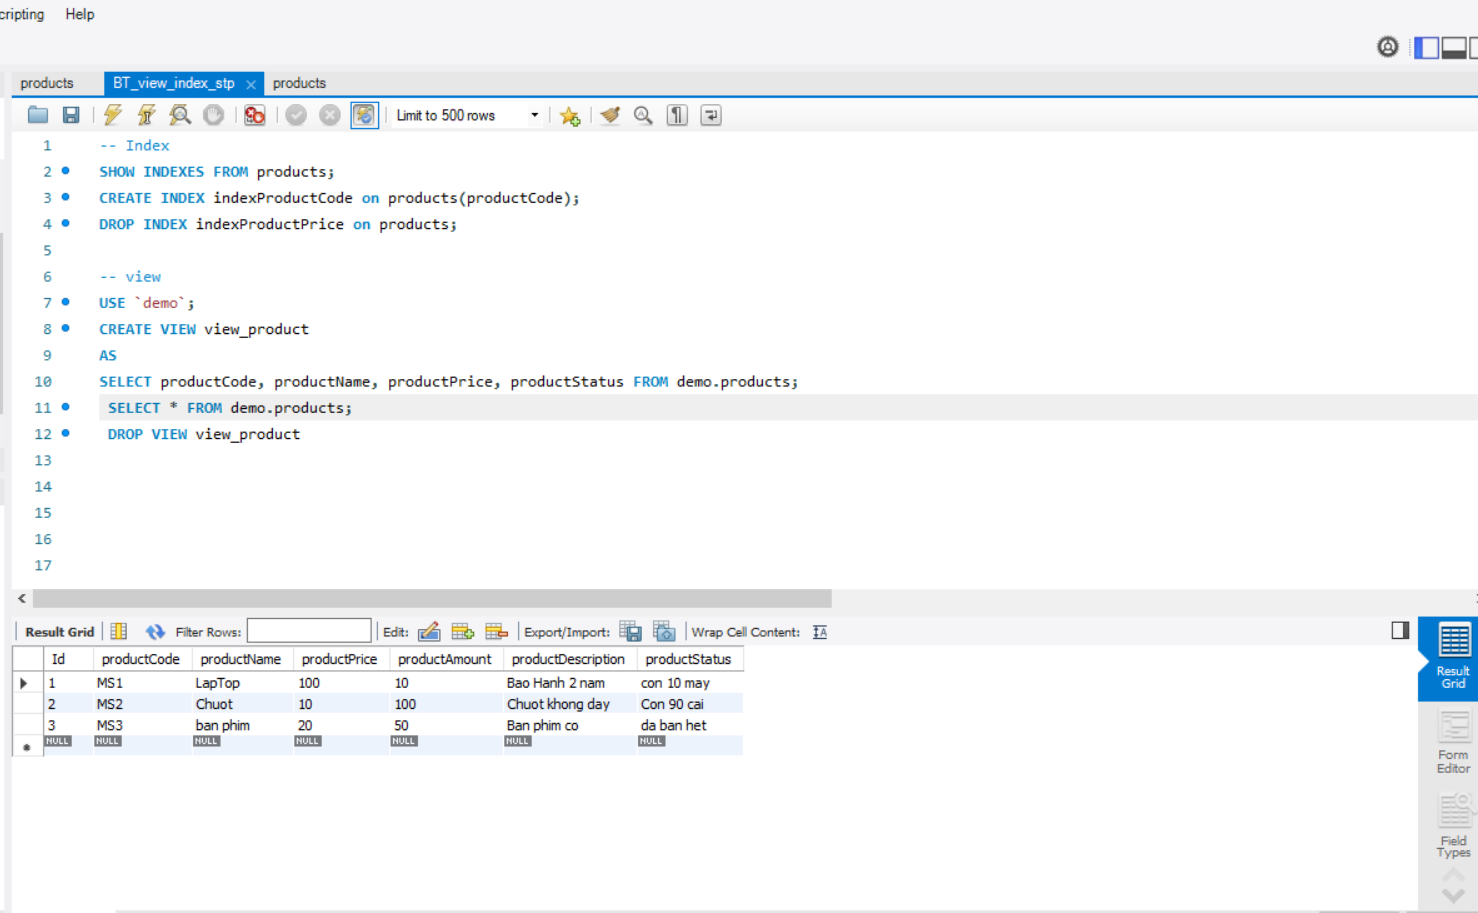 cripting Help
products BT_view_index_stp × products
Limit to 500 rows
1 -- Index
2 SHOW INDEXES FROM products;
3 CREATE INDEX indexProductCode on products(productCode);
4 DROP INDEX indexProductPrice on products;
5
6 -- view
7 USE `demo`;
8 CREATE VIEW view_product
9 AS
10 SELECT productCode, productName, productPrice, productStatus FROM demo.products;
11 SELECT * FROM demo.products;
12 DROP VIEW view_product
13
14
15
16
17
Result Grid Filter Rows: Edit: Export/Import: Wrap Cell Content:
Id productCode productName productPrice productAmount productDescription productStatus
1 MS1 LapTop 100 10 Bao Hanh 2 nam con 10 may
2 MS2 Chuot 10 100 Chuot khong day Con 90 cai
3 MS3 ban phim 20 50 Ban phim co da ban het
NULL NULL NULL NULL NULL NULL NULL
Result
Grid
Form
Editor
Field
Types